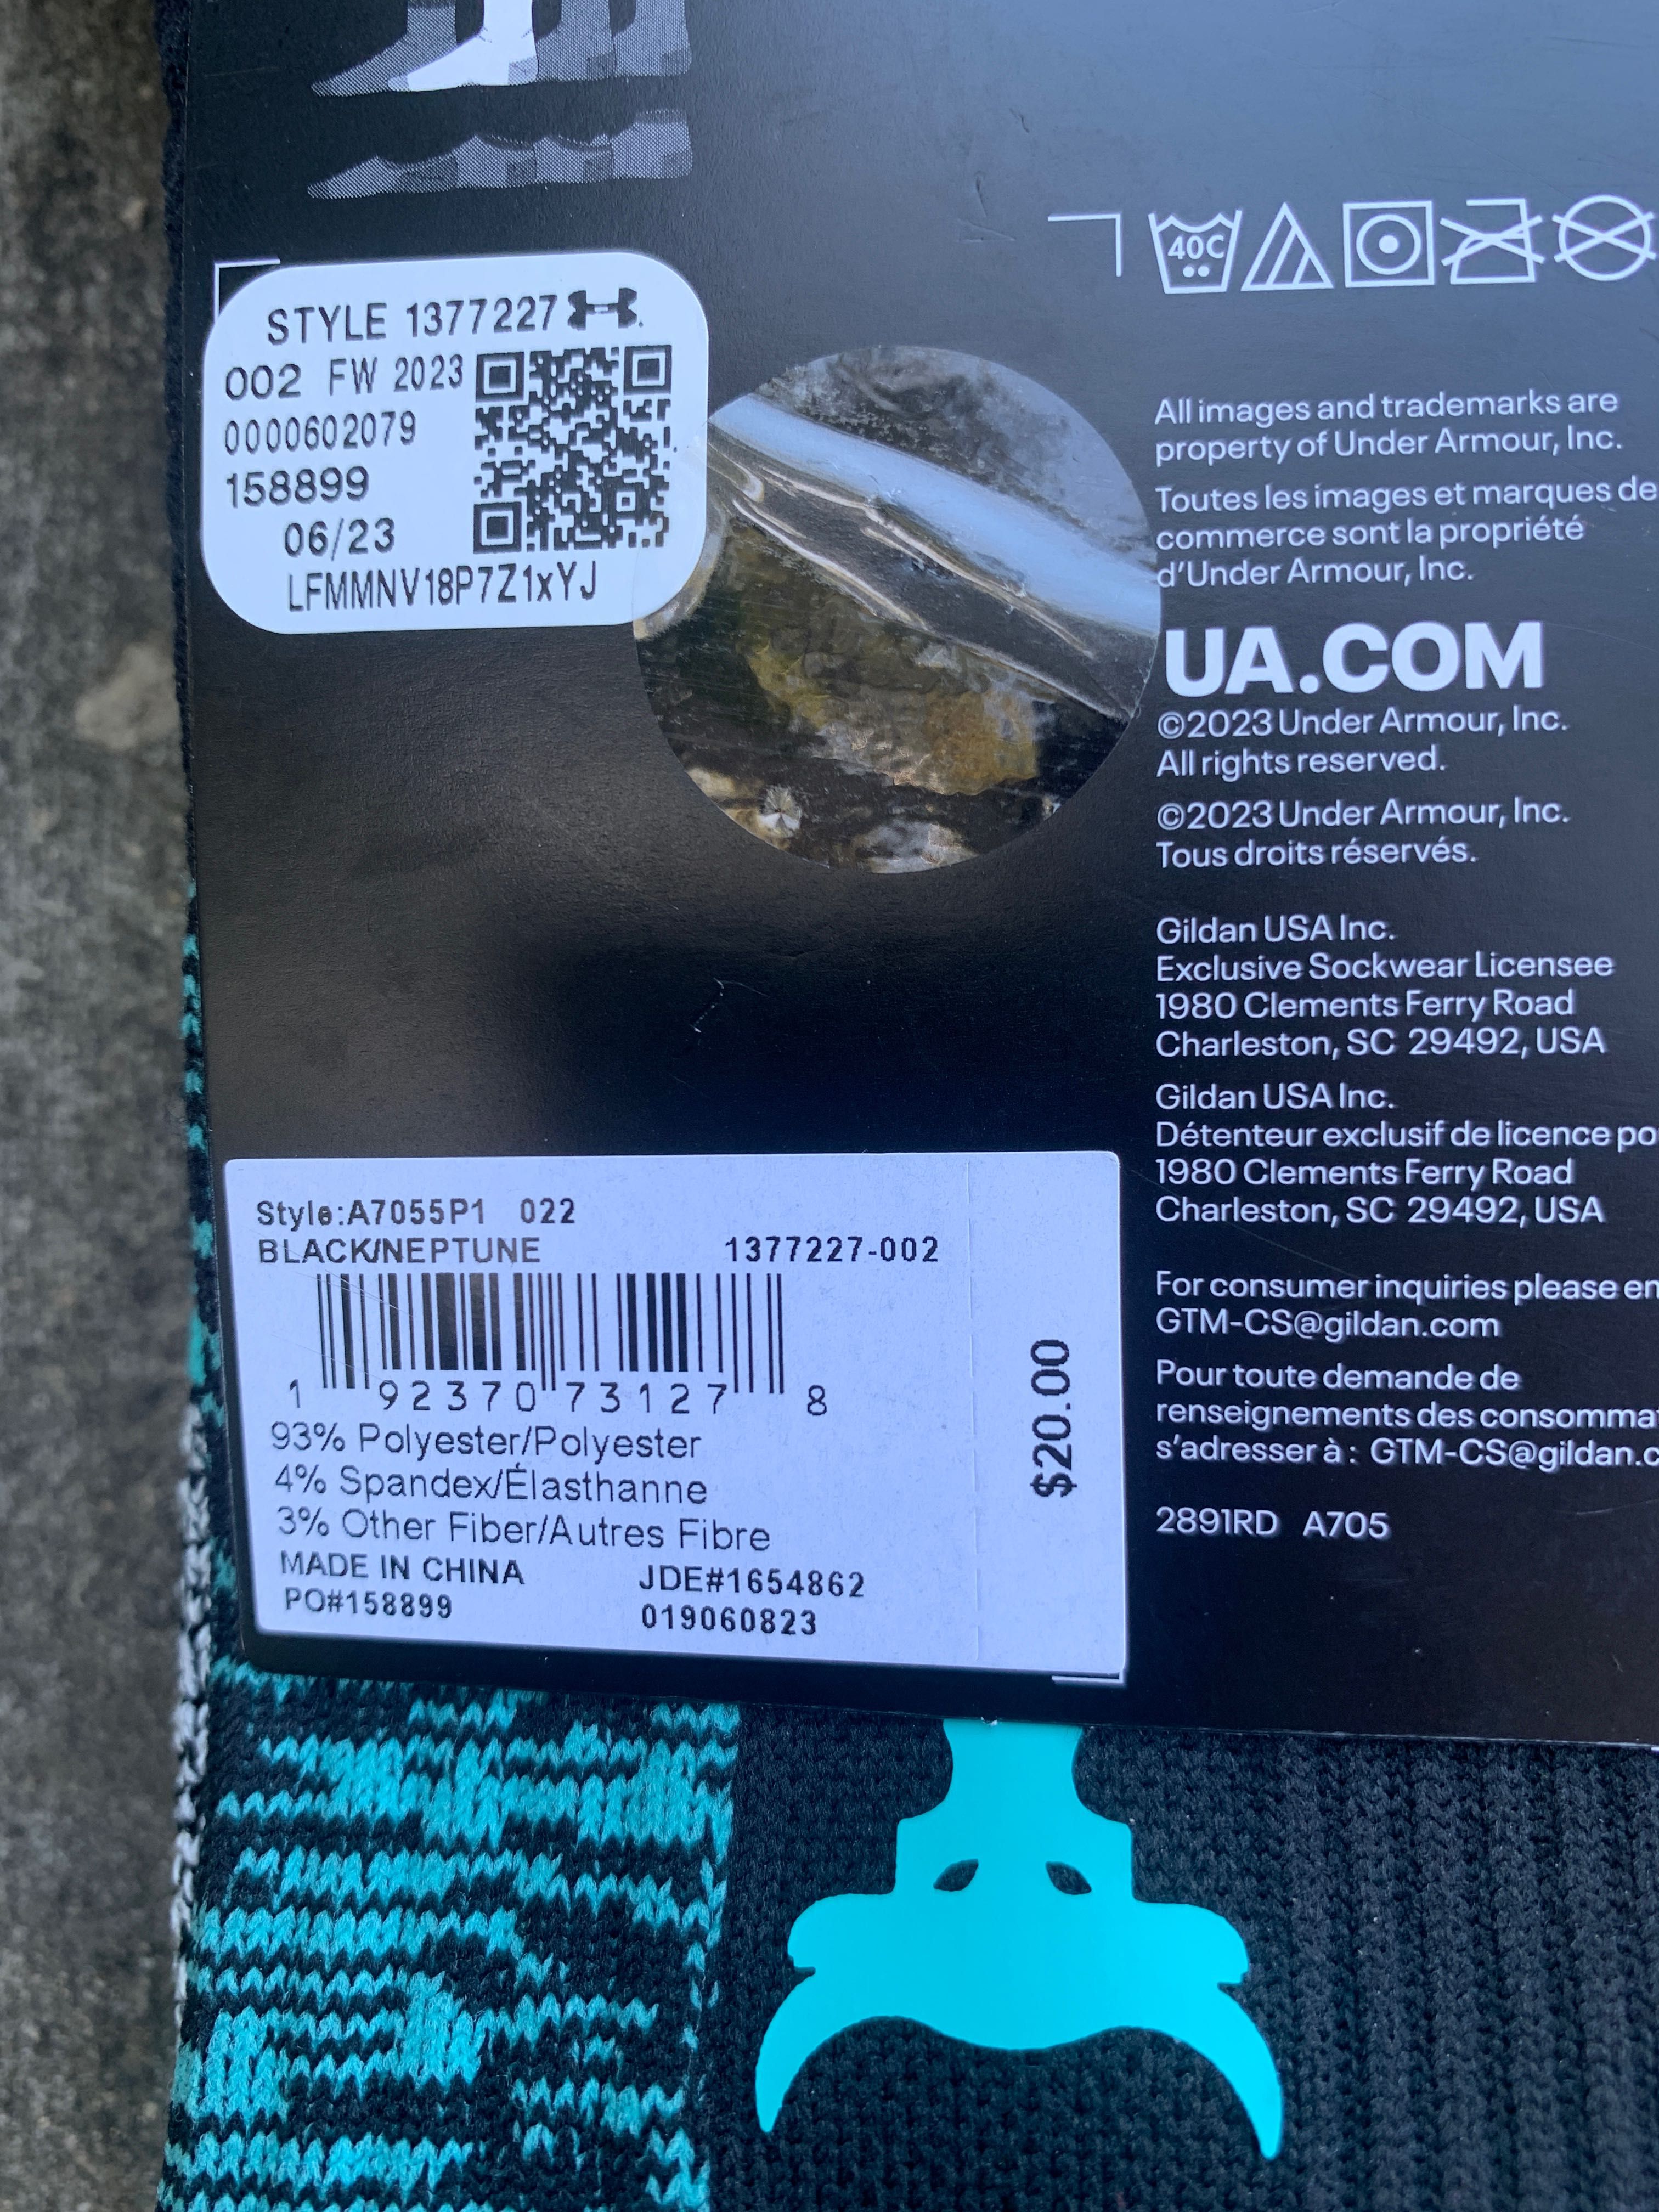 40C
STYLE 1377227
002 FW 2023
0000602079
158899
06/23
LFMMNV18P7Z1xYJ
All images and trademarks are
property of Under Armour, Inc.
Toutes les images et marques de
commerce sont la propriété
d'Under Armour, Inc.
UA.COM
©2023 Under Armour, Inc.
All rights reserved.
©2023 Under Armour, Inc.
Tous droits réservés.
Gildan USA Inc.
Exclusive Sockwear Licensee
1980 Clements Ferry Road
Charleston, SC 29492, USA
Gildan USA Inc.
Détenteur exclusif de licence po
1980 Clements Ferry Road
Charleston, SC 29492, USA
For consumer inquiries please em
GTM-CS@gildan.com
Pour toute demande de
renseignements des consommat
s'adresser à : GTM-CS@gildan.c
2891RD A705
Style:A7055P1 022
BLACK/NEPTUNE 1377227-002
1 92370 73127 8
93% Polyester/Polyester
4% Spandex/Élasthanne
3% Other Fiber/Autres Fibre
MADE IN CHINA JDE#1654862
PO#158899 019060823
$20.00